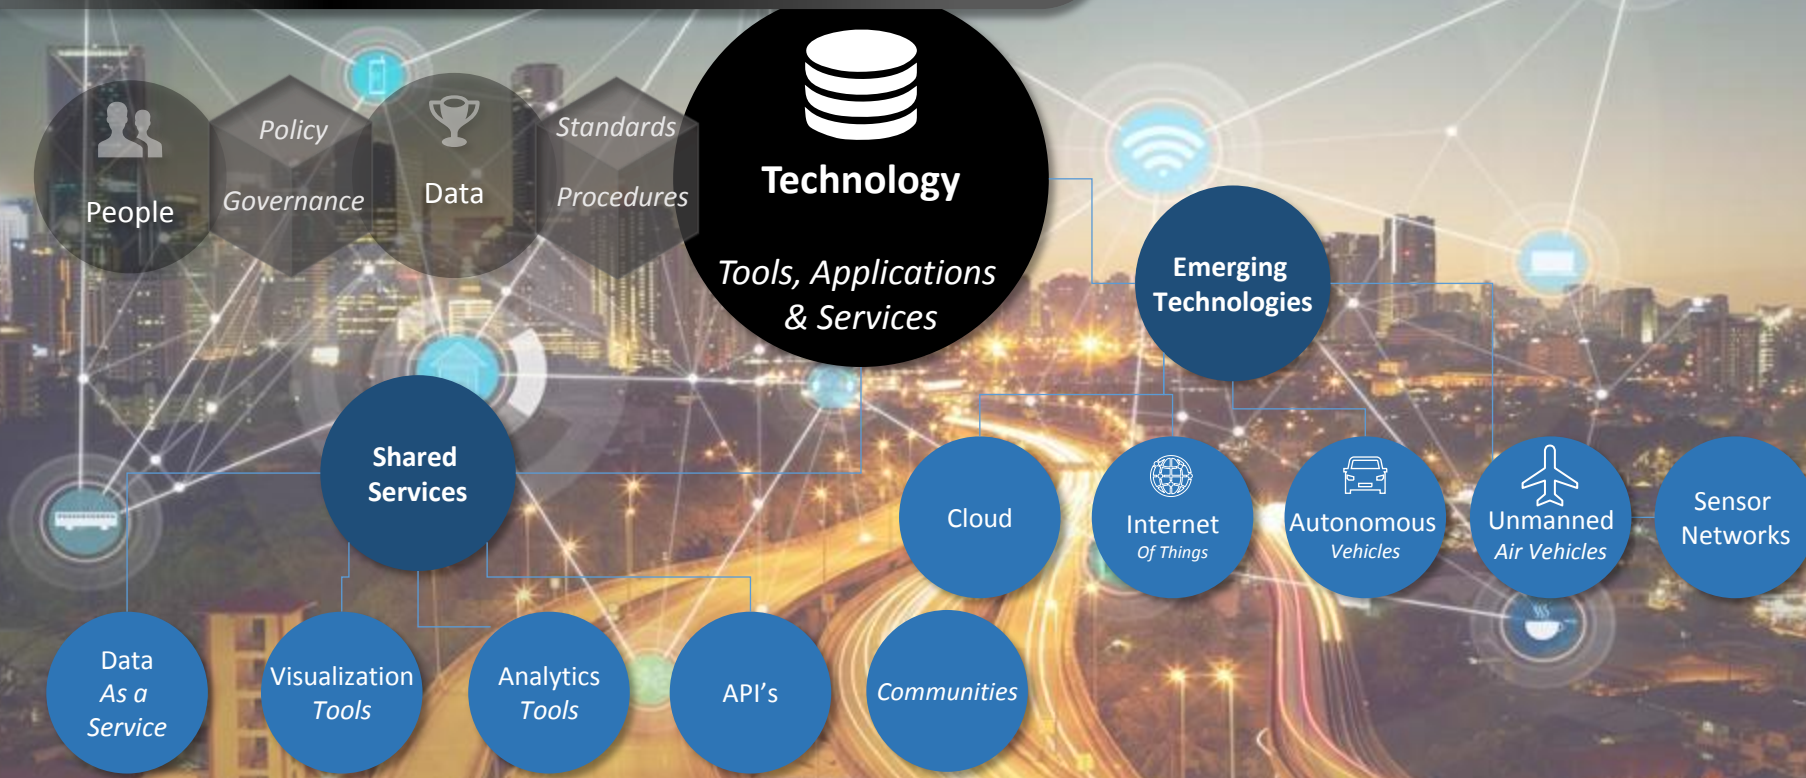 People
Policy
Governance
Data
Standards
Procedures
Technology
Tools, Applications
& Services
Emerging
Technologies
Shared
Services
Cloud
Internet
Of Things
Autonomous
Vehicles
Unmanned
Air Vehicles
Sensor
Networks
Data
As a
Service
Visualization
Tools
Analytics
Tools
API's
Communities